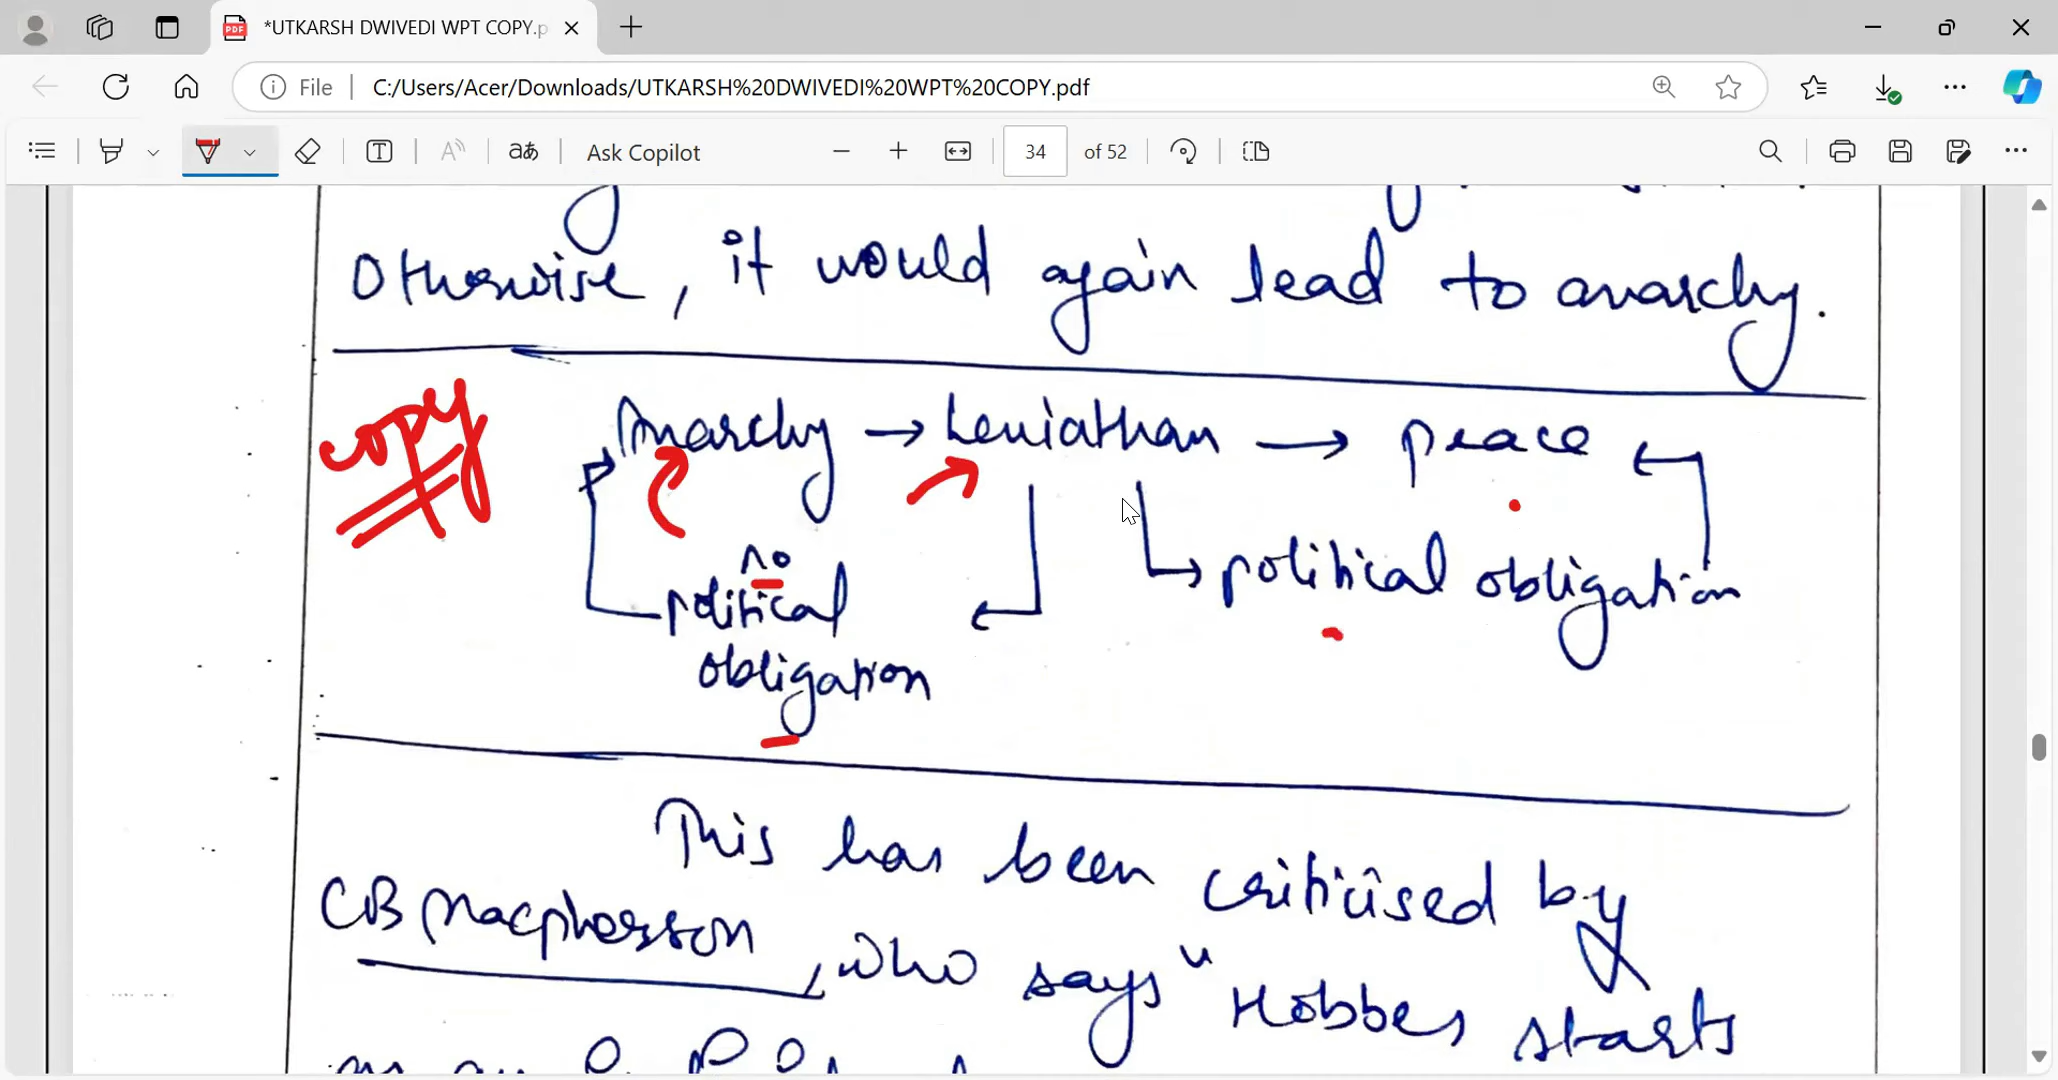 *UTKARSH DWIVEDI WPT COPY.p
File
C:/Users/Acer/Downloads/UTKARSH%20DWIVEDI%20WPT%20COPY.pdf
Ask Copilot
34 of 52
Otherwise, it would again lead to anarchy.
copy
Anarchy → Leviathan → peace
no
political
obligation
political obligation
This has been criticised by
CB Macpherson, who says "Hobbes starts